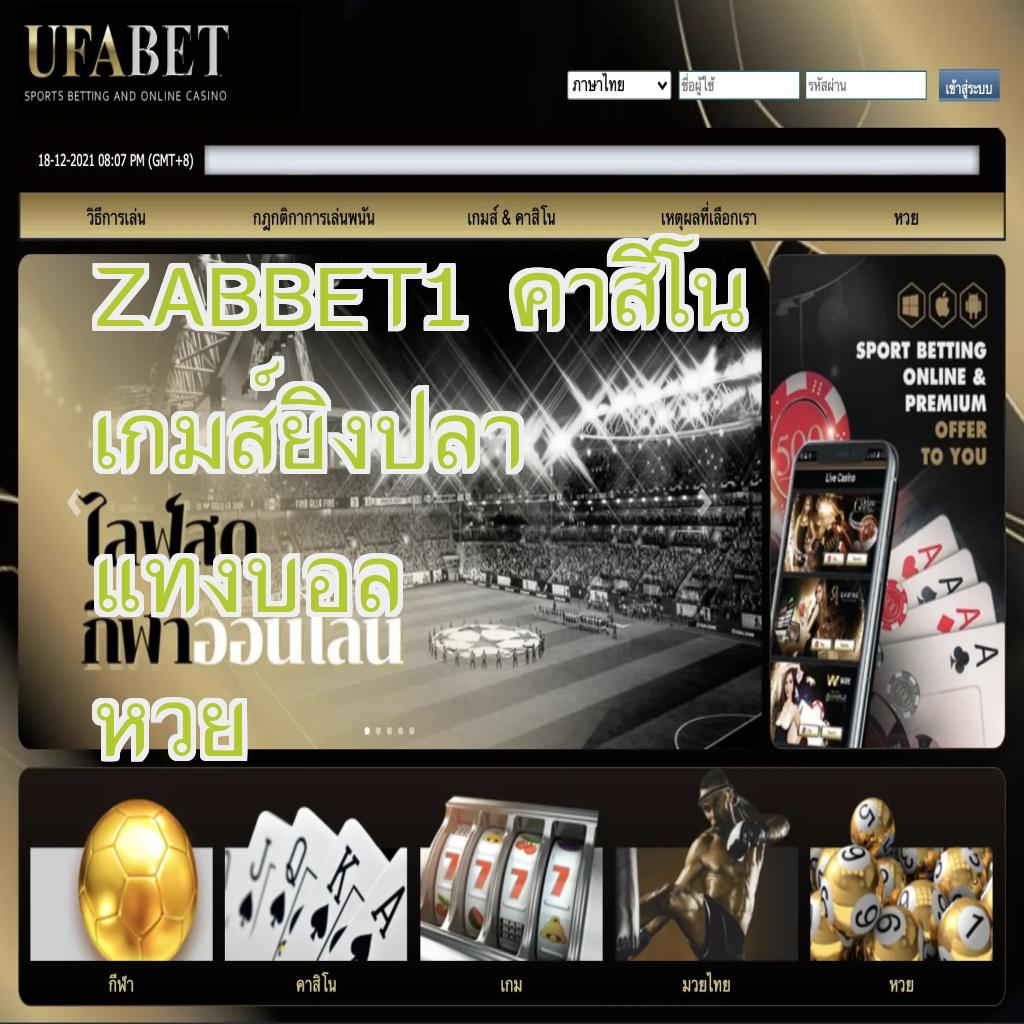 UFABET
SPORTS BETTING AND ONLINE CASINO
ภาษาไทย ชื่อผู้ใช้ รหัสผ่าน เข้าสู่ระบบ
18-12-2021 08:07 PM (GMT+8)
วิธีการเล่น กฎกติกาการเล่นพนัน เกมส์ & คาสิโน เหตุผลที่เลือกเรา หวย
ZABBET1 คาสิโน
เกมส์ยิงปลา
แทงบอล
หวย
ไลฟ์สด
กีฬาออนไลน์
SPORT BETTING
ONLINE &
PREMIUM
OFFER
TO YOU
500
Live Casino
A
A
A
J Q K A
7 7 7 7
กีฬา คาสิโน เกม มวยไทย หวย